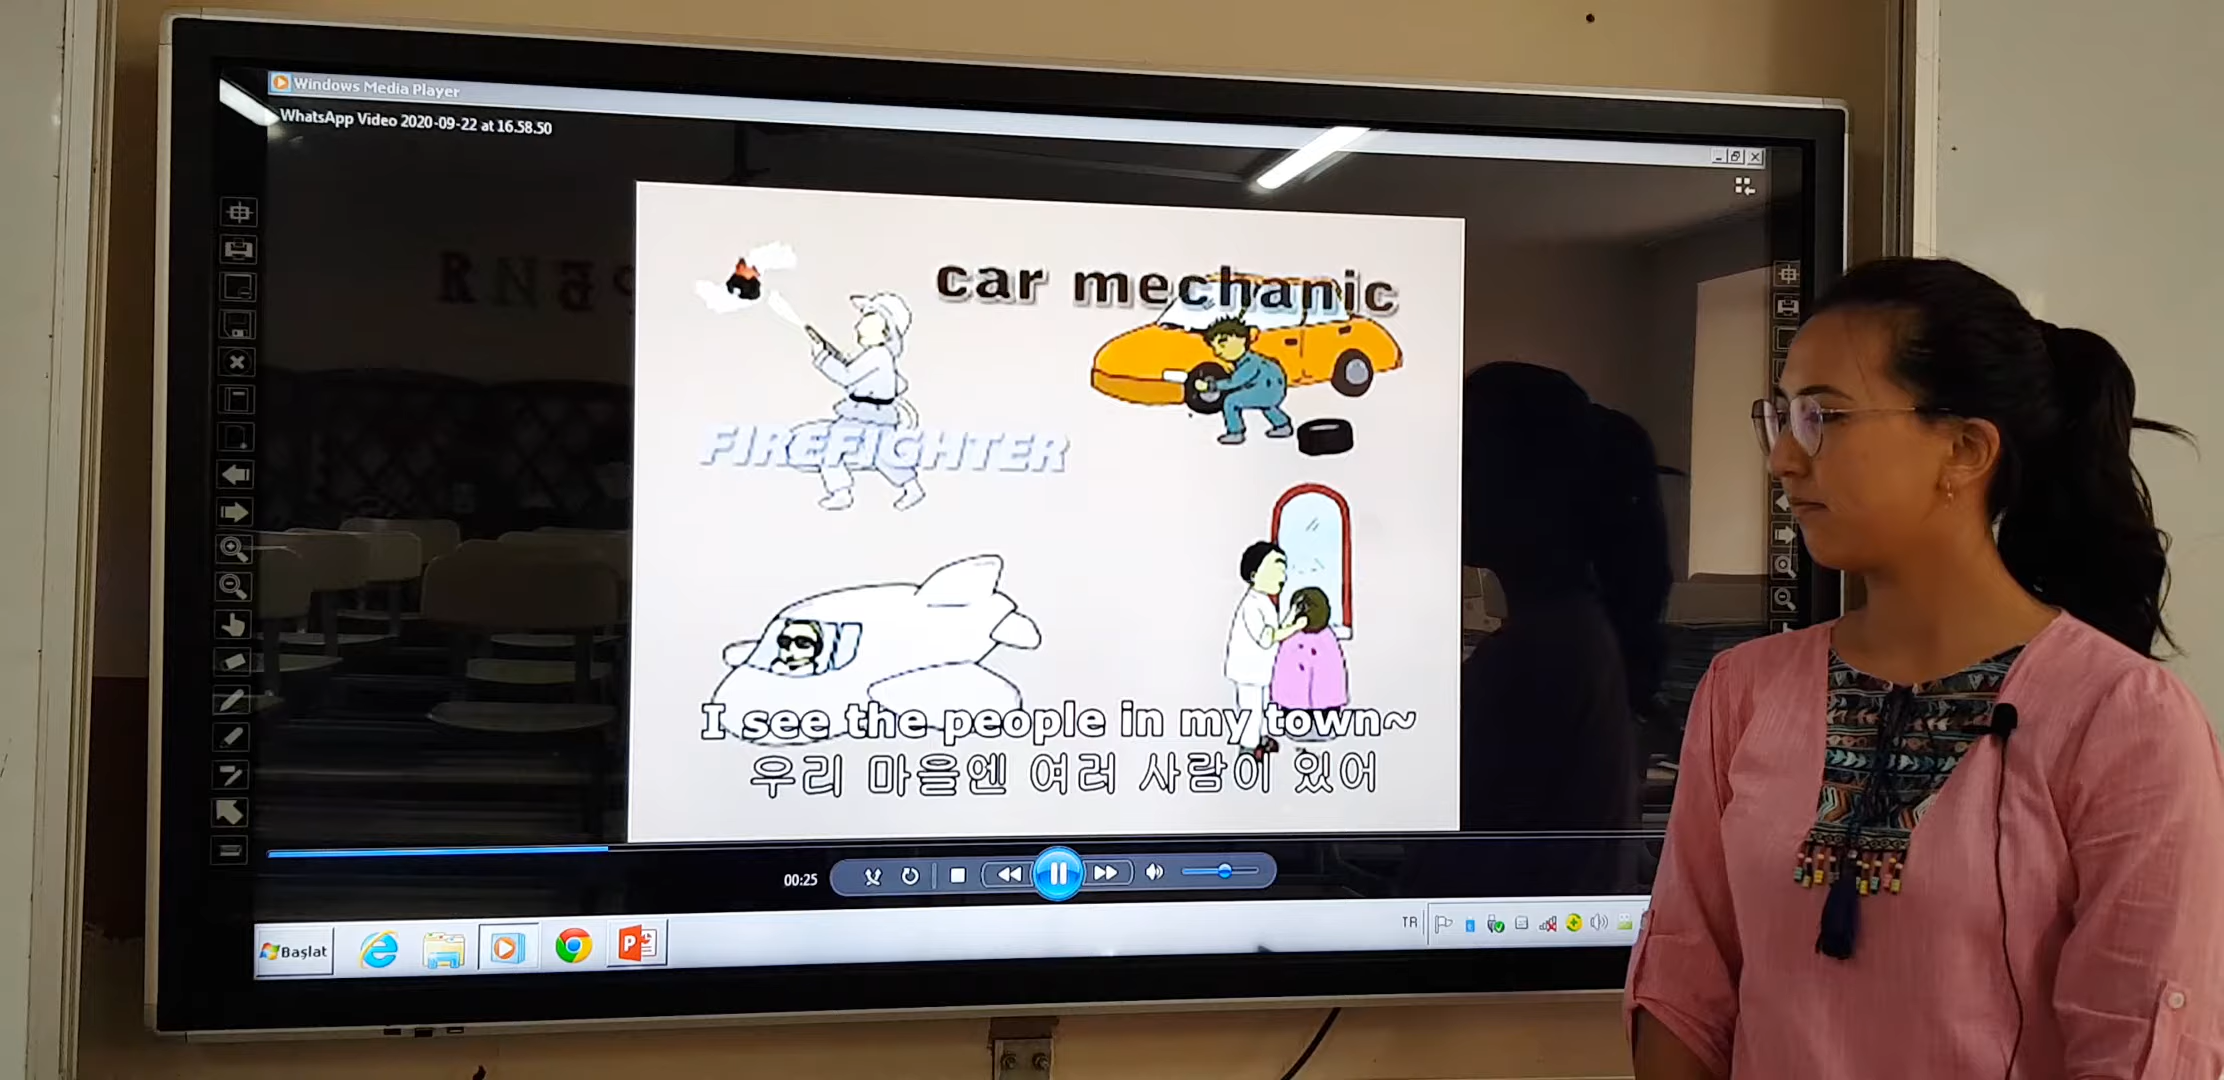 Windows Media Player
WhatsApp Video 2020-09-22 at 16.58.50
car mechanic
FIREFIGHTER
I see the people in my town~
우리 마을엔 여러 사람이 있어
00:25
Başlat
TR